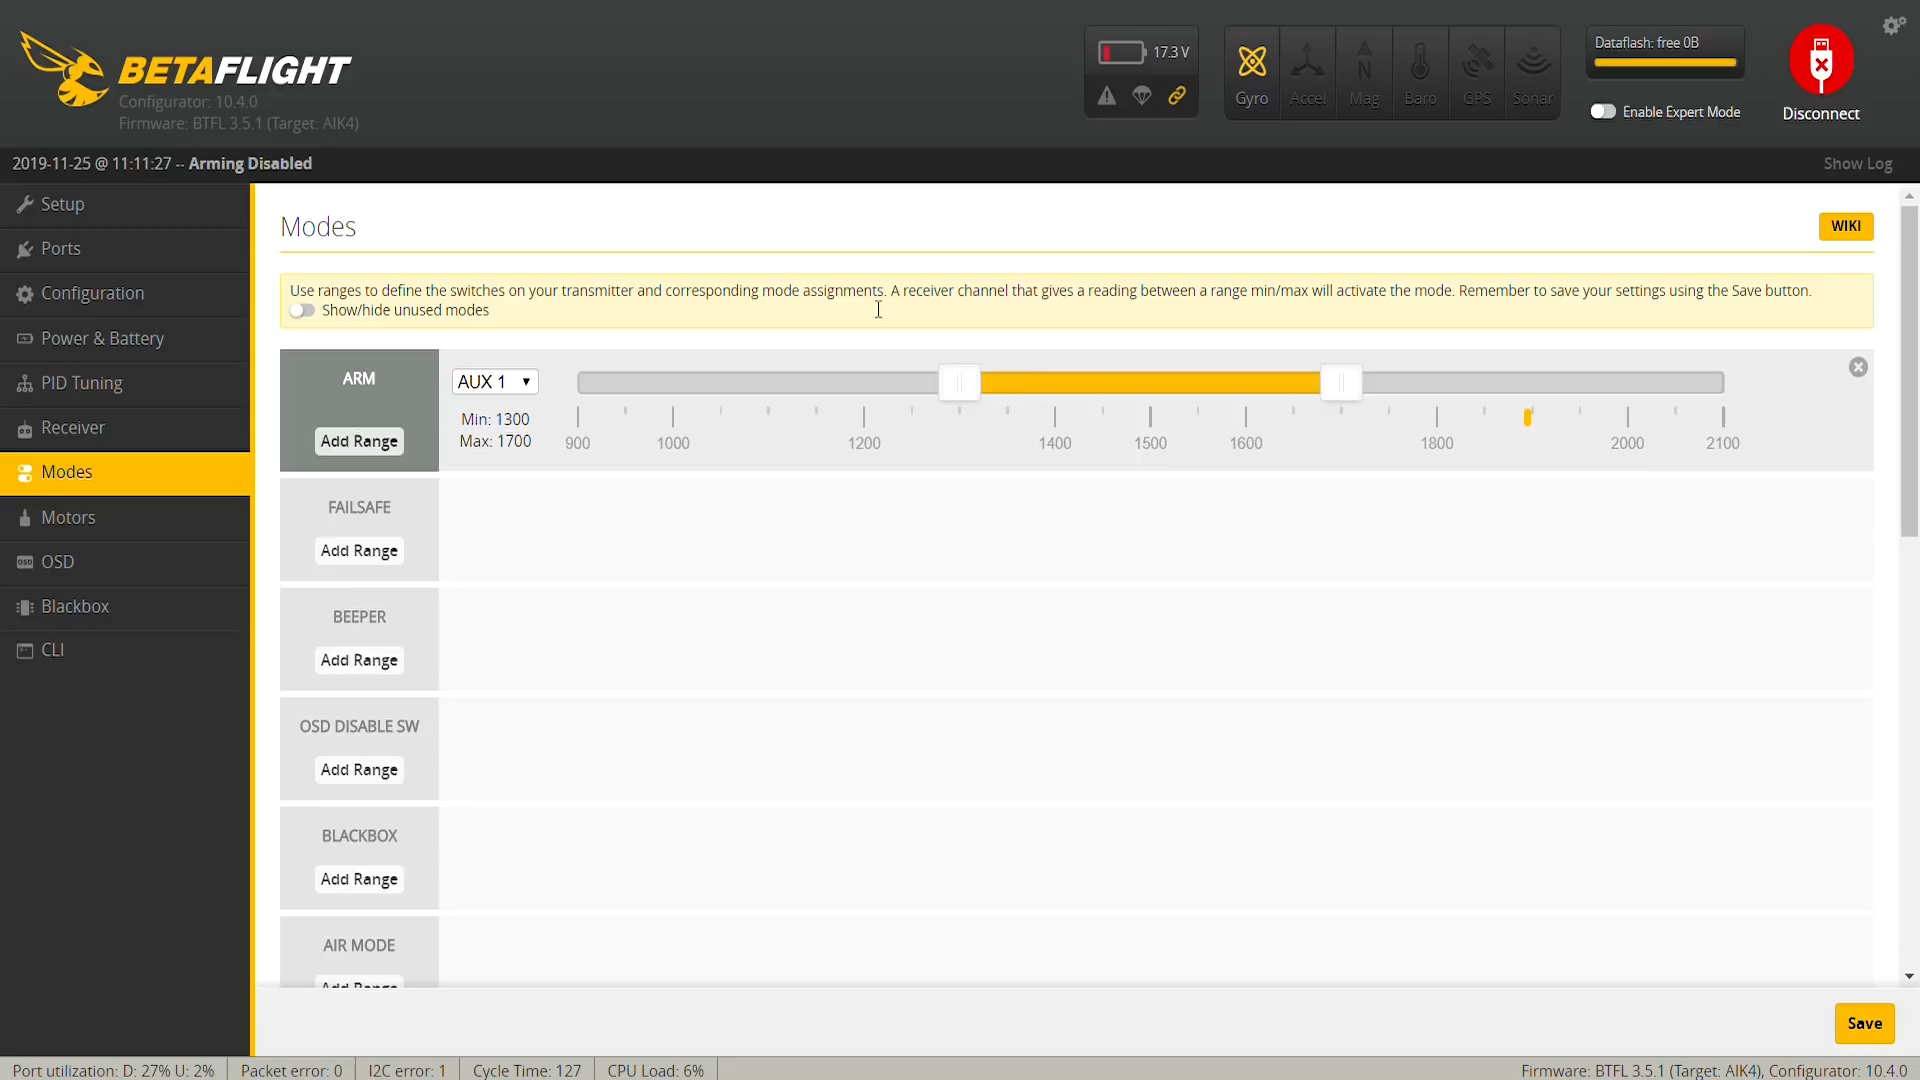 BETAFLIGHT
Configurator: 10.4.0
Firmware: BTFL 3.5.1 (Target: AIK4)
17.3 V
Gyro
Accel
Mag
Baro
GPS
Sonar
Dataflash: free 0B
Enable Expert Mode
Disconnect
2019-11-25 @ 11:11:27 -- Arming Disabled
Show Log
Setup
Ports
Configuration
Power & Battery
PID Tuning
Receiver
Modes
Motors
OSD
Blackbox
CLI
Modes
WIKI
Use ranges to define the switches on your transmitter and corresponding mode assignments. A receiver channel that gives a reading between a range min/max will activate the mode. Remember to save your settings using the Save button.
Show/hide unused modes
ARM
Add Range
AUX 1
Min: 1300
Max: 1700
900 1000 1200 1400 1500 1600 1800 2000 2100
FAILSAFE
Add Range
BEEPER
Add Range
OSD DISABLE SW
Add Range
BLACKBOX
Add Range
AIR MODE
Add Range
Save
Port utilization: D: 27% U: 2%
Packet error: 0
I2C error: 1
Cycle Time: 127
CPU Load: 6%
Firmware: BTFL 3.5.1 (Target: AIK4), Configurator: 10.4.0